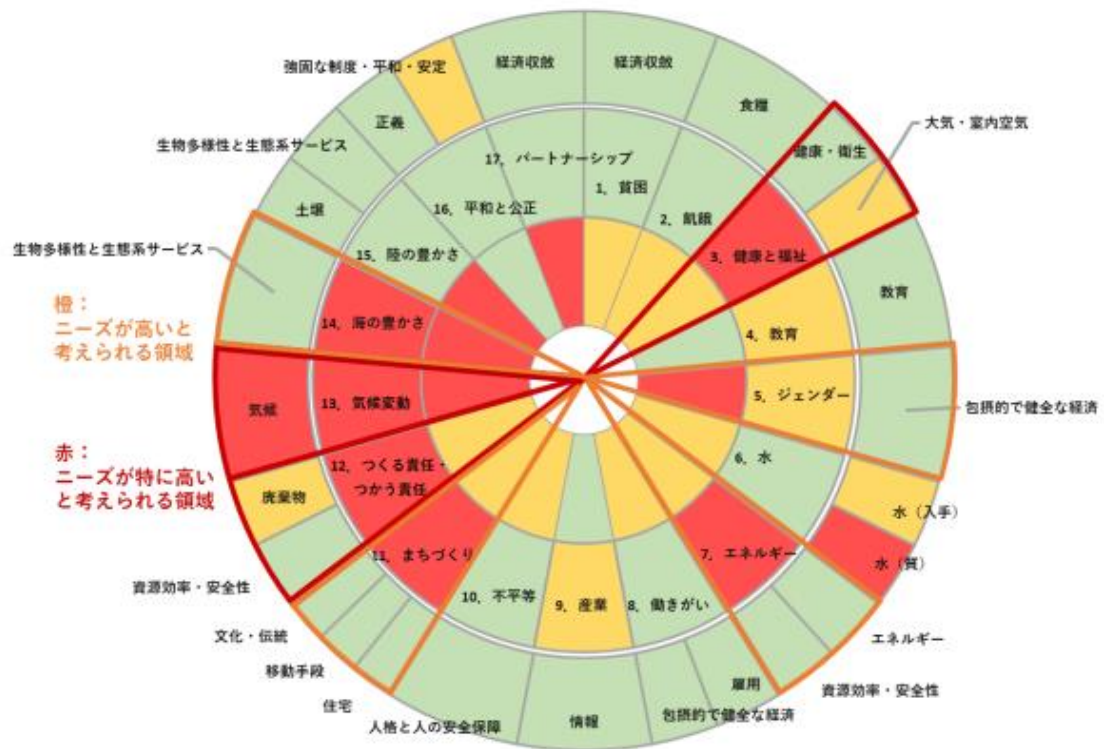 経済収斂
経済収斂
強固な制度・平和・安定
食糧
正義
大気・室内空気
生物多様性と生態系サービス
健康・衛生
17, パートナーシップ
1, 貧困
土壌
16, 平和と公正
2, 飢餓
生物多様性と生態系サービス
15, 陸の豊かさ
3, 健康と福祉
教育
橙：
ニーズが高いと
考えられる領域
14, 海の豊かさ
4, 教育
気候
13, 気候変動
5, ジェンダー
包摂的で健全な経済
赤：
ニーズが特に高い
と考えられる領域
12, つくる責任・
つかう責任
6, 水
廃棄物
水（入手）
11, まちづくり
7, エネルギー
水（質）
資源効率・安全性
10, 不平等
9, 産業
8, 働きがい
文化・伝統
エネルギー
移動手段
雇用
資源効率・安全性
住宅
人格と人の安全保障
情報
包摂的で健全な経済